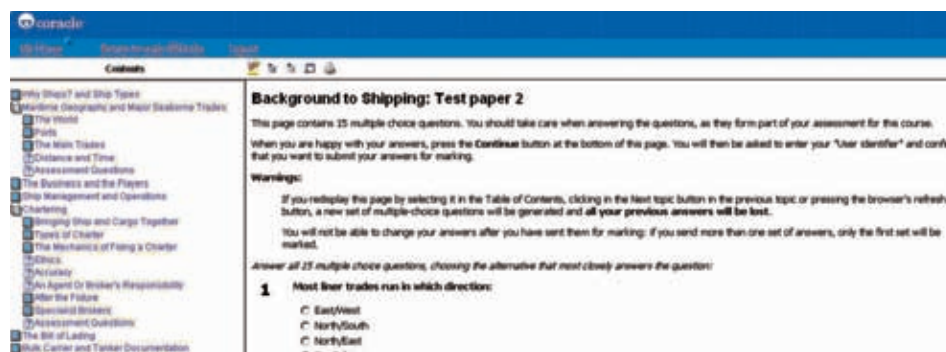 coracle
Contents
Why Ships? and Ship Types
Maritime Geography and Major Seaborne Trades
The World
Ports
The Main Trades
Distance and Time
Assessment Questions
The Business and the Players
Ship Management and Operations
Chartering
Bringing Ship and Cargo Together
Types of Charter
The Mechanics of Fixing a Charter
Ethics
Accuracy
An Agent Or Broker's Responsibility
After the Fixture
Specialist Brokers
Assessment Questions
The Bill of Lading
Bulk Carrier and Tanker Documentation
Background to Shipping: Test paper 2
This page contains 15 multiple choice questions. You should take care when answering the questions, as they form part of your assessment for the course.
When you are happy with your answers, press the Continue button at the bottom of this page. You will then be asked to enter your "User identifier" and confi
that you want to submit your answers for marking.
Warnings:
If you redisplay this page by selecting it in the Table of Contents, clicking in the Next topic button in the previous topic or pressing the browser's refresh
button, a new set of multiple-choice questions will be generated and all your previous answers will be lost.
You will not be able to change your answers after you have sent them for marking: if you send more than one set of answers, only the first set will be
marked.
Answer all 15 multiple choice questions, choosing the alternative that most closely answers the question:
1 Most liner trades run in which direction:
East/West
North/South
North/East